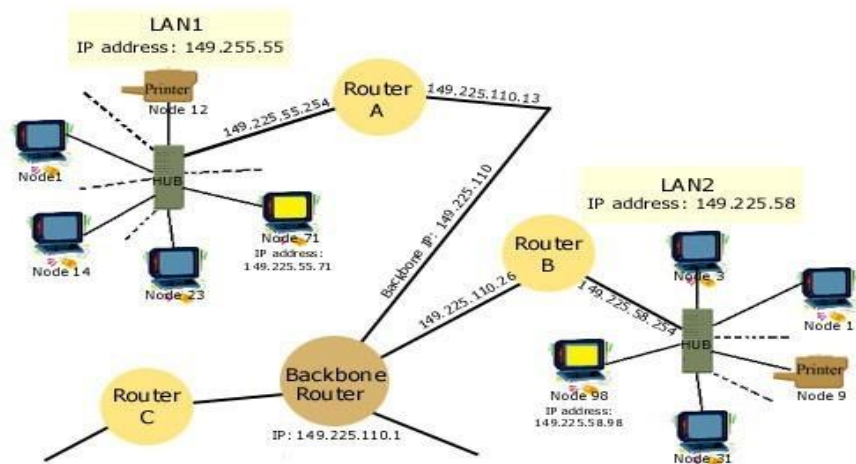 LAN1
IP address: 149.255.55
Printer
Node 12
Router
A
149.225.55.254
149.225.110.13
Node1
HUB
Node 14
Node 23
Node 71
IP address:
149.225.55.71
Backbone IP: 149.225.110
LAN2
IP address: 149.225.58
Router
B
149.225.110.26
149.225.58.254
Node 3
Node 1
HUB
Printer
Node 9
Node 98
IP address:
149.225.58.98
Node 31
Backbone
Router
IP: 149.225.110.1
Router
C